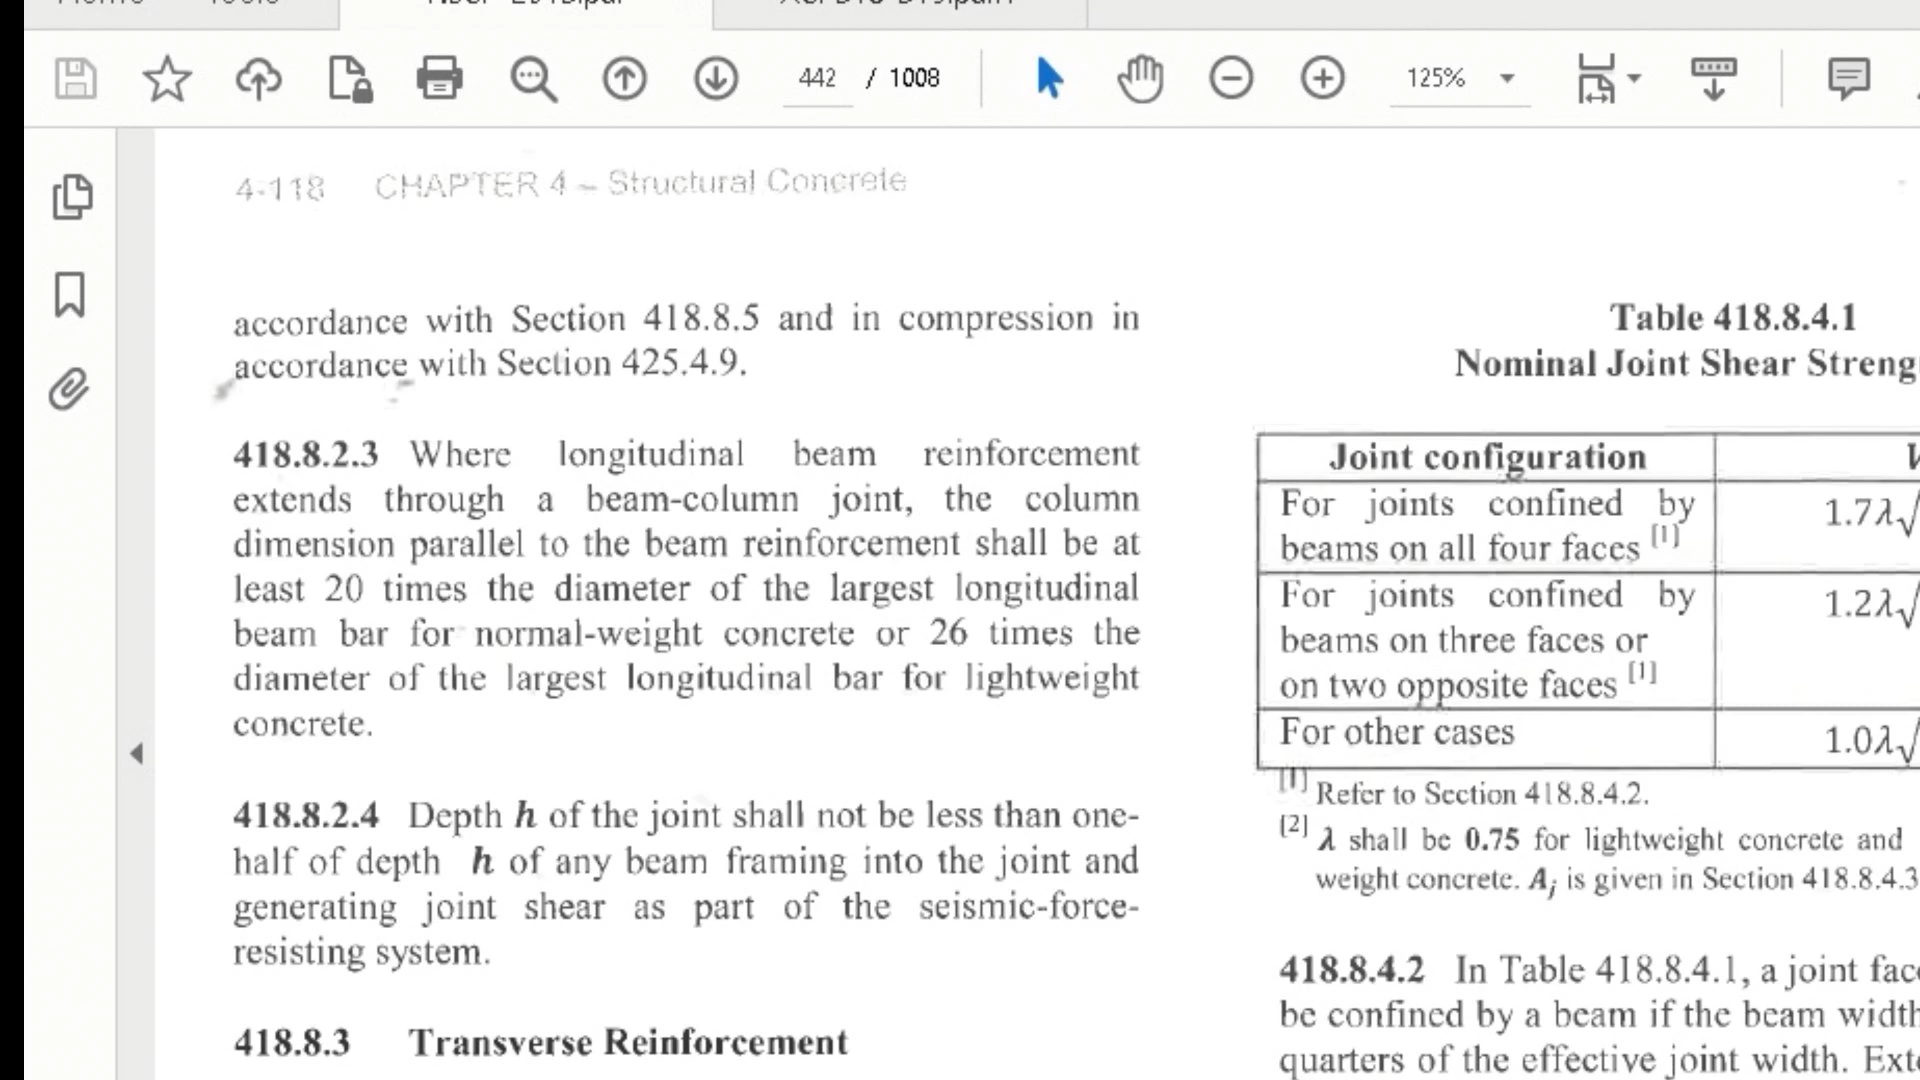 442 / 1008
125%
4-118 CHAPTER 4 – Structural Concrete
accordance with Section 418.8.5 and in compression in
accordance with Section 425.4.9.
418.8.2.3 Where longitudinal beam reinforcement
extends through a beam-column joint, the column
dimension parallel to the beam reinforcement shall be at
least 20 times the diameter of the largest longitudinal
beam bar for normal-weight concrete or 26 times the
diameter of the largest longitudinal bar for lightweight
concrete.
418.8.2.4 Depth h of the joint shall not be less than one-
half of depth h of any beam framing into the joint and
generating joint shear as part of the seismic-force-
resisting system.
418.8.3 Transverse Reinforcement
Table 418.8.4.1
Nominal Joint Shear
Joint configuration
For joints confined by
beams on all four faces [1]
1.7λ√
For joints confined by
beams on three faces or
on two opposite faces [1]
1.2λ√
For other cases
1.0λ√
[1] Refer to Section 418.8.4.2.
[2] λ shall be 0.75 for lightweight concrete and
weight concrete. Aj is given in Section 418.8.4.3
418.8.4.2 In Table 418.8.4.1, a joint
be confined by a beam if the beam width
quarters of the effective joint width.